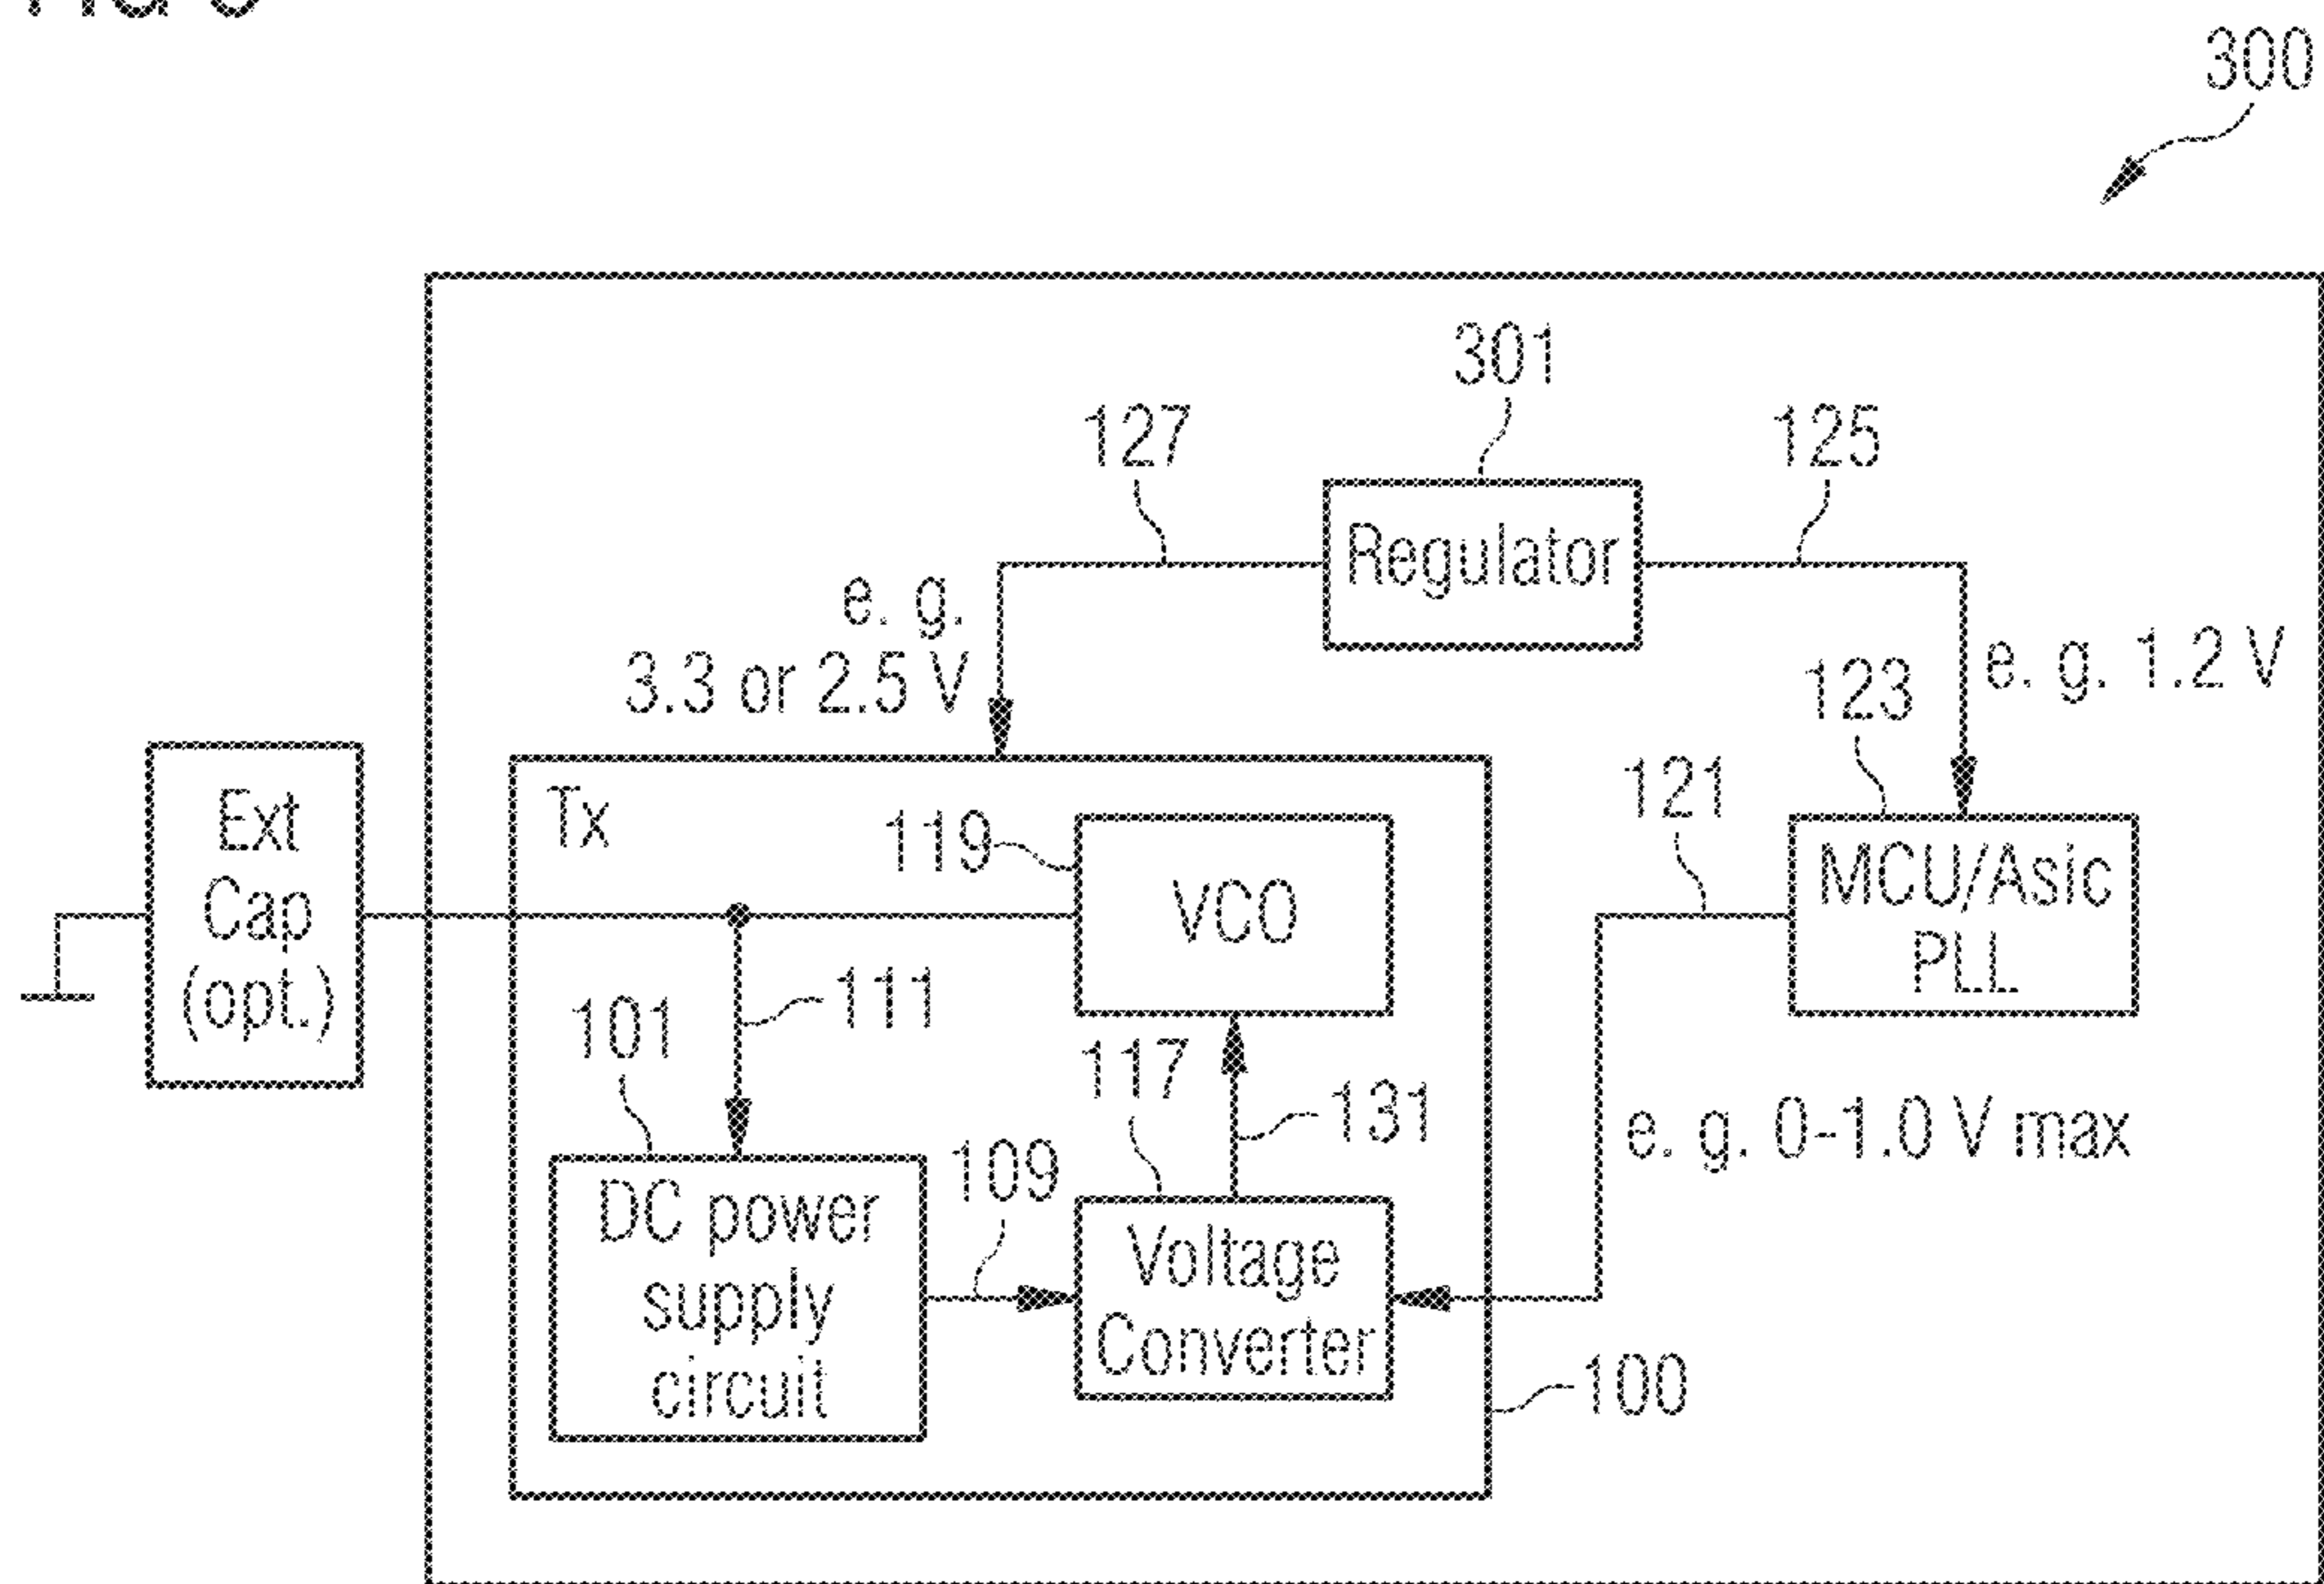 300
301
127
125
Regulator
e. g.
3.3 or 2.5 V
e. g. 1.2 V
123
121
Ext
Cap
(opt.)
Tx
119
VCO
MCU/Asic
PLL
111
101
117
131
e. g. 0-1.0 V max
109
DC power
supply
circuit
Voltage
Converter
100